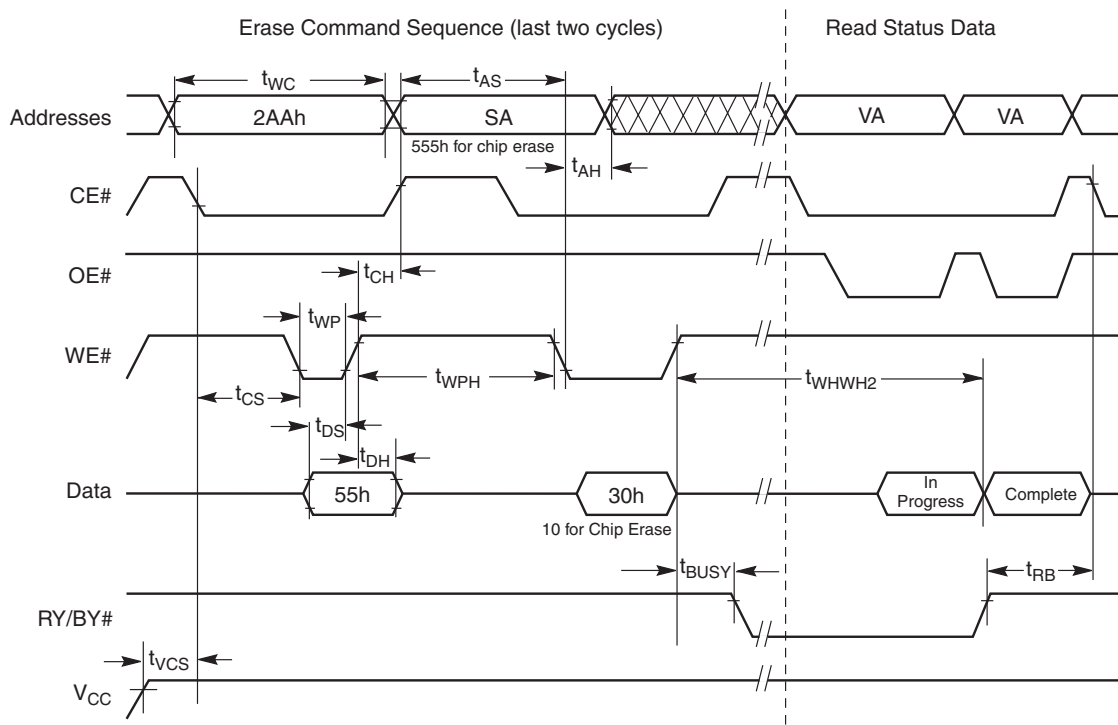 Erase Command Sequence (last two cycles)
Read Status Data
tWC
tAS
Addresses
2AAh
SA
VA
VA
555h for chip erase
tAH
CE#
OE#
tCH
tWP
WE#
tWPH
tWHWH2
tCS
tDS
tDH
Data
55h
30h
In
Progress
Complete
10 for Chip Erase
tBUSY
tRB
RY/BY#
tVCS
VCC